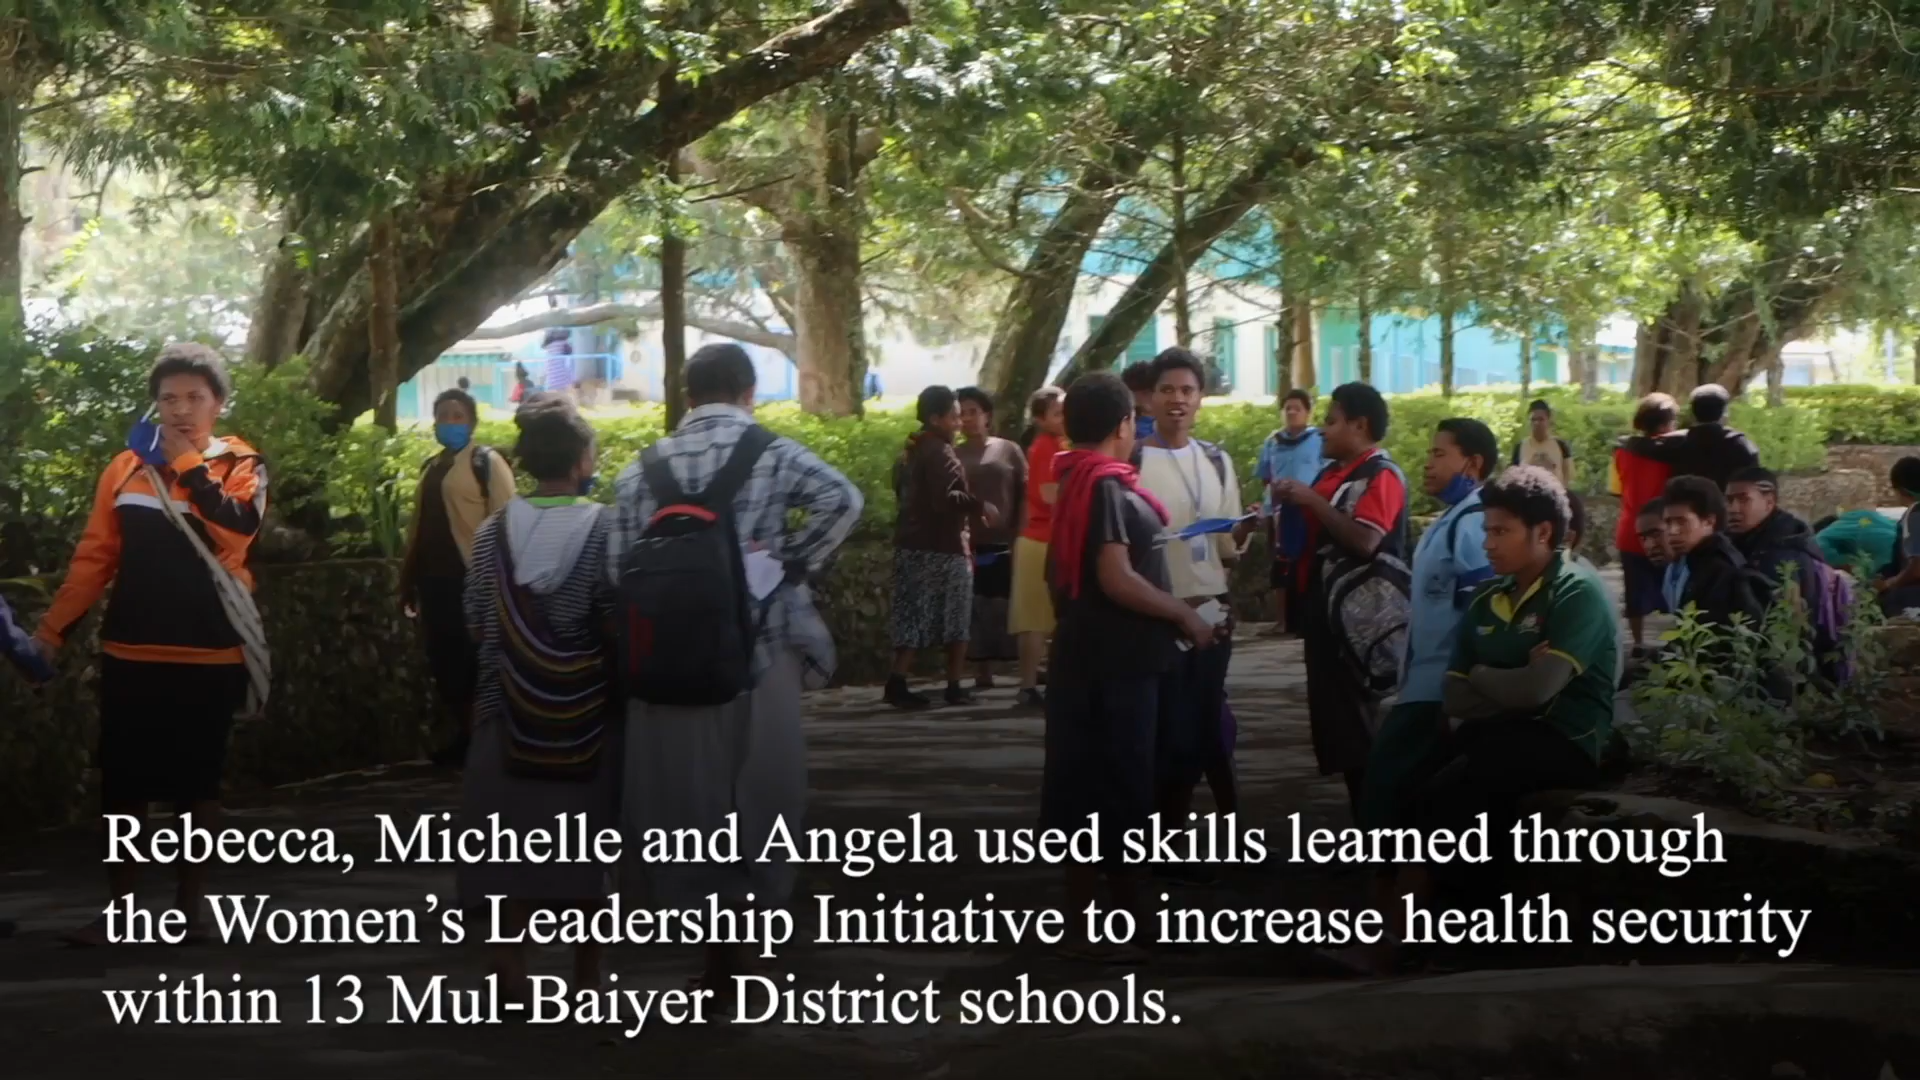 Rebecca, Michelle and Angela used skills learned through
the Women’s Leadership Initiative to increase health security
within 13 Mul-Baiyer District schools.